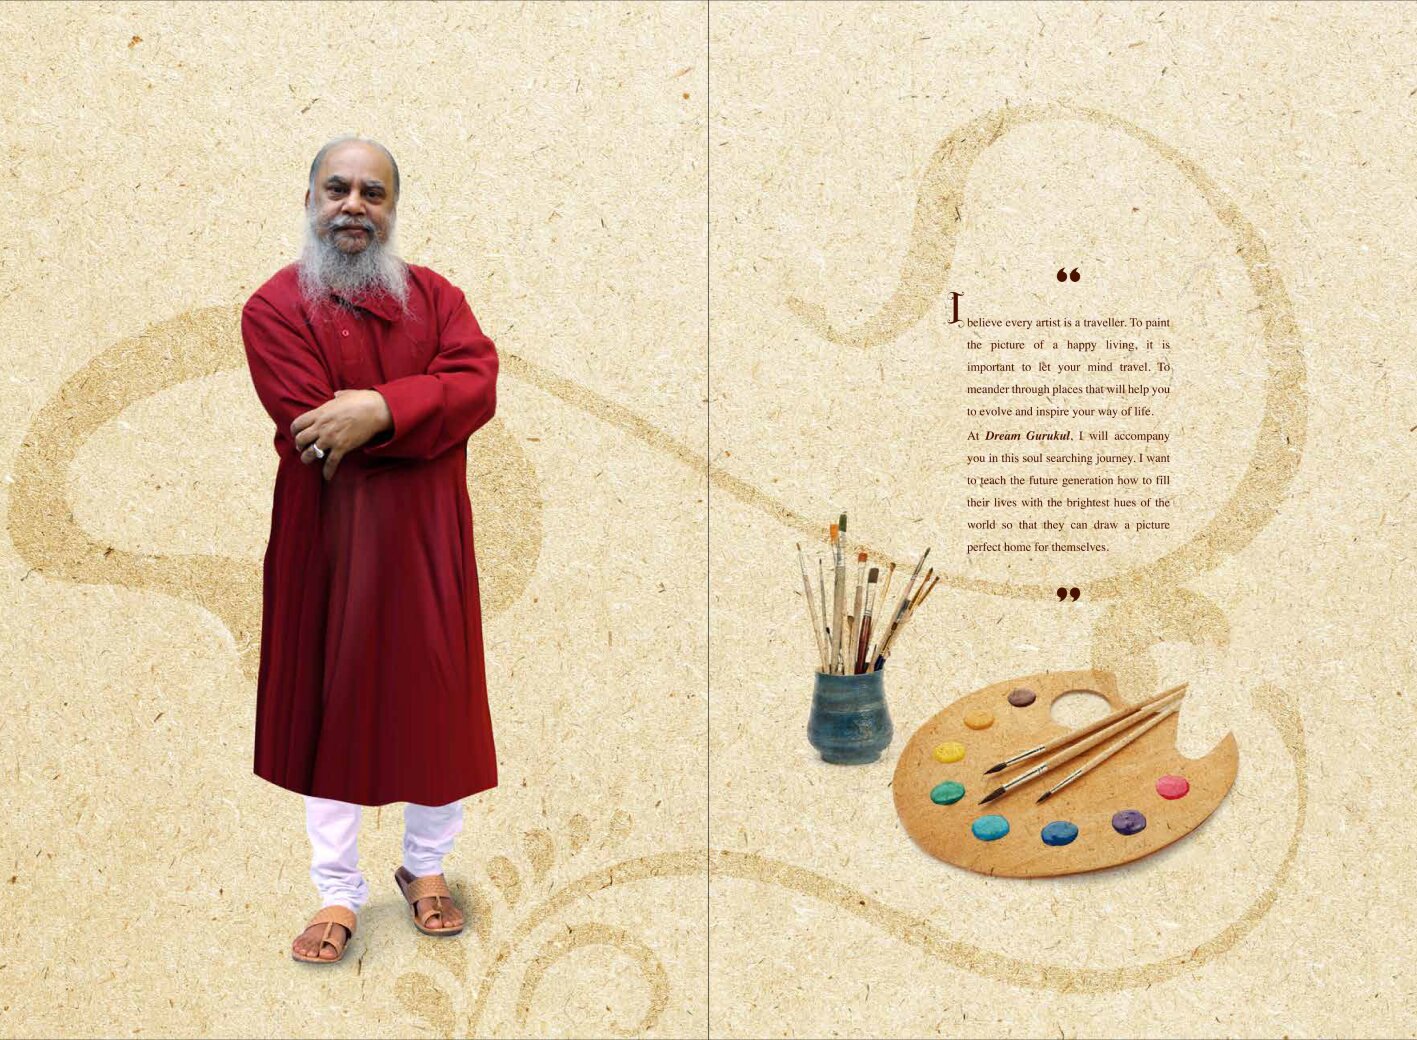 “
I believe every artist is a traveller. To paint
the picture of a happy living, it is
important to let your mind travel. To
meander through places that will help you
to evolve and inspire your way of life.
At Dream Gurukul, I will accompany
you in this soul searching journey. I want
to teach the future generation how to fill
their lives with the brightest hues of the
world so that they can draw a picture
perfect home for themselves.
”